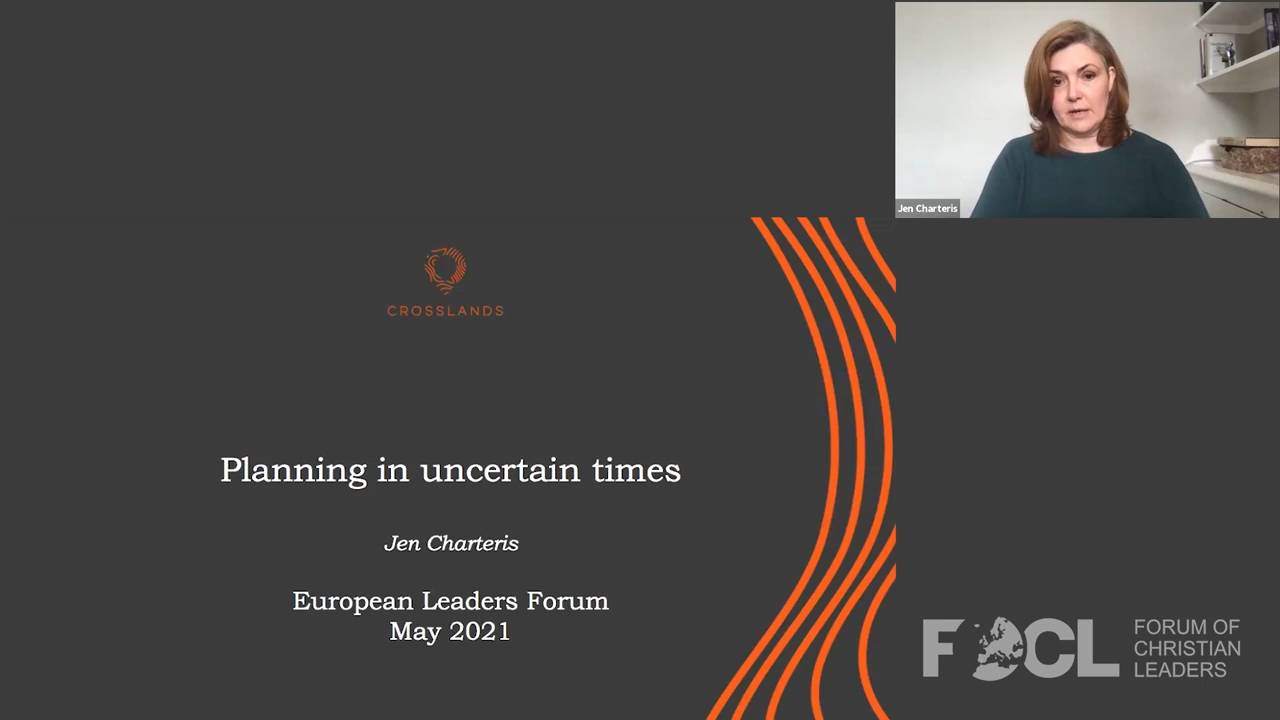 Jen Charteris
CROSSLANDS
Planning in uncertain times
Jen Charteris
European Leaders Forum
May 2021
FOCL
FORUM OF
CHRISTIAN
LEADERS